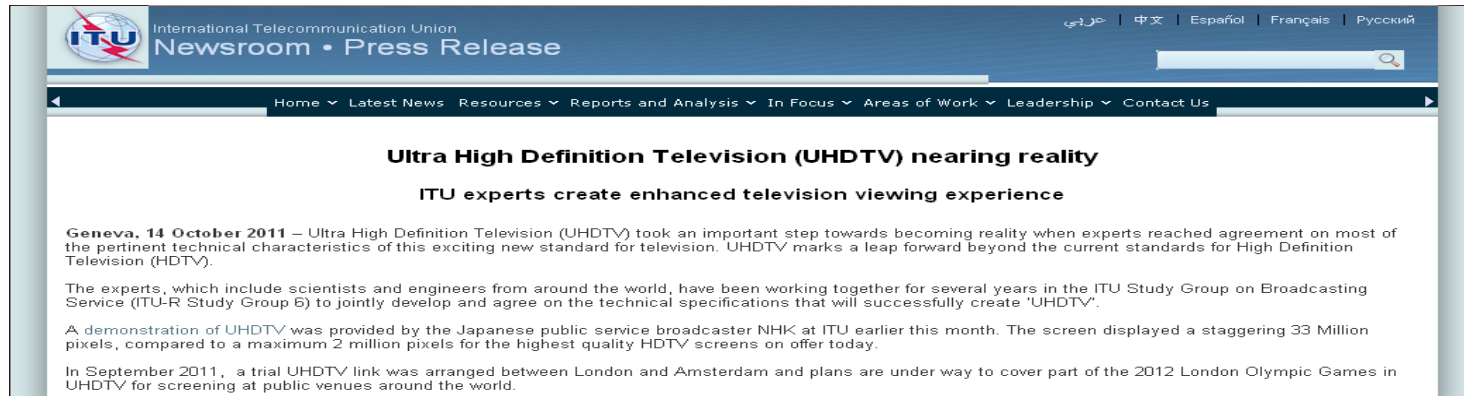 ITU
International Telecommunication Union
Newsroom • Press Release
عربي | 中文 | Español | Français | Русский
Home Latest News Resources Reports and Analysis In Focus Areas of Work Leadership Contact Us
Ultra High Definition Television (UHDTV) nearing reality
ITU experts create enhanced television viewing experience
Geneva, 14 October 2011 – Ultra High Definition Television (UHDTV) took an important step towards becoming reality when experts reached agreement on most of
the pertinent technical characteristics of this exciting new standard for television. UHDTV marks a leap forward beyond the current standards for High Definition
Television (HDTV).
The experts, which include scientists and engineers from around the world, have been working together for several years in the ITU Study Group on Broadcasting
Service (ITU-R Study Group 6) to jointly develop and agree on the technical specifications that will successfully create 'UHDTV'.
A demonstration of UHDTV was provided by the Japanese public service broadcaster NHK at ITU earlier this month. The screen displayed a staggering 33 Million
pixels, compared to a maximum 2 million pixels for the highest quality HDTV screens on offer today.
In September 2011, a trial UHDTV link was arranged between London and Amsterdam and plans are under way to cover part of the 2012 London Olympic Games in
UHDTV for screening at public venues around the world.